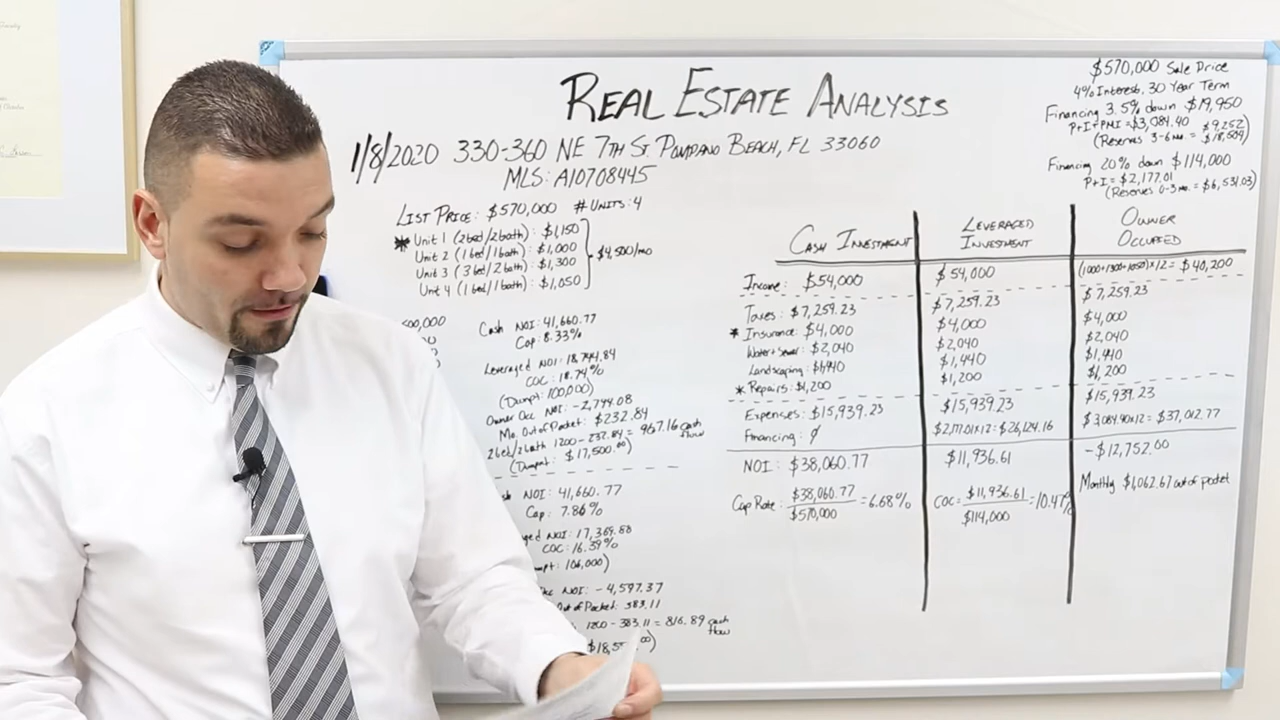 REAL ESTATE ANALYSIS
1/8/2020 330-360 NE 7TH ST. POMPANO BEACH, FL 33060
MLS: A10708445
$570,000 Sale Price
4% Interest, 30 Year Term
Financing 3.5% down $19,950
P+I+PMI = $3,084.40
(Reserves 3-6 mo. = $9,252
Financing 20% down $114,000
P+I = $2,177.01
(Reserves 0-3 mo. = $6,531.03)
LIST PRICE: $570,000 # UNITS: 4
* Unit 1 (2bed/2bath): $1,150
Unit 2 (1bed/1bath): $1,000
Unit 3 (3bed/2bath): $1,300
Unit 4 (1bed/1bath): $1,050
$4,500/mo
500,000
Cash NOI: 41,660.77
Cap: 8.33%
Leveraged NOI: 18,744.84
COC: 18.74%
(Dwnpmt: 100,000)
Owner Occ NOI: -2,794.08
Mo. Out of Pocket: $232.84
2bed/2bath 1200-232.84 = 967.16 cash flow
(Dwnpmt: $17,500.00)
NOI: 41,660.77
Cap: 7.86%
ged NOI: 17,369.88
COC: 16.39%
mpt: 106,000)
NOI: -4,597.37
Out of Pocket: 383.11
1200-383.11 = 816.89 cash flow
CASH INVESTMENT LEVERAGED INVESTMENT OWNER OCCUPIED
Income: $54,000 $54,000 (1000+1300+1050)x12 = $40,200
Taxes: $7,259.23 $7,259.23 $7,259.23
* Insurance: $4,000 $4,000 $4,000
Water+Sewer: $2,040 $2,040 $2,040
Landscaping: $1,440 $1,440 $1,440
* Repairs: $1,200 $1,200 $1,200
Expenses: $15,939.23 $15,939.23 $15,939.23
Financing: ∅ $2,177.01x12 = $26,124.16 $3,084.40x12 = $37,012.77
NOI: $38,060.77 $11,936.61 -$12,752.00
Cap Rate: $38,060.77 / $570,000 = 6.68% COC = $11,936.61 / $114,000 = 10.47% Monthly $1,062.67 out of pocket